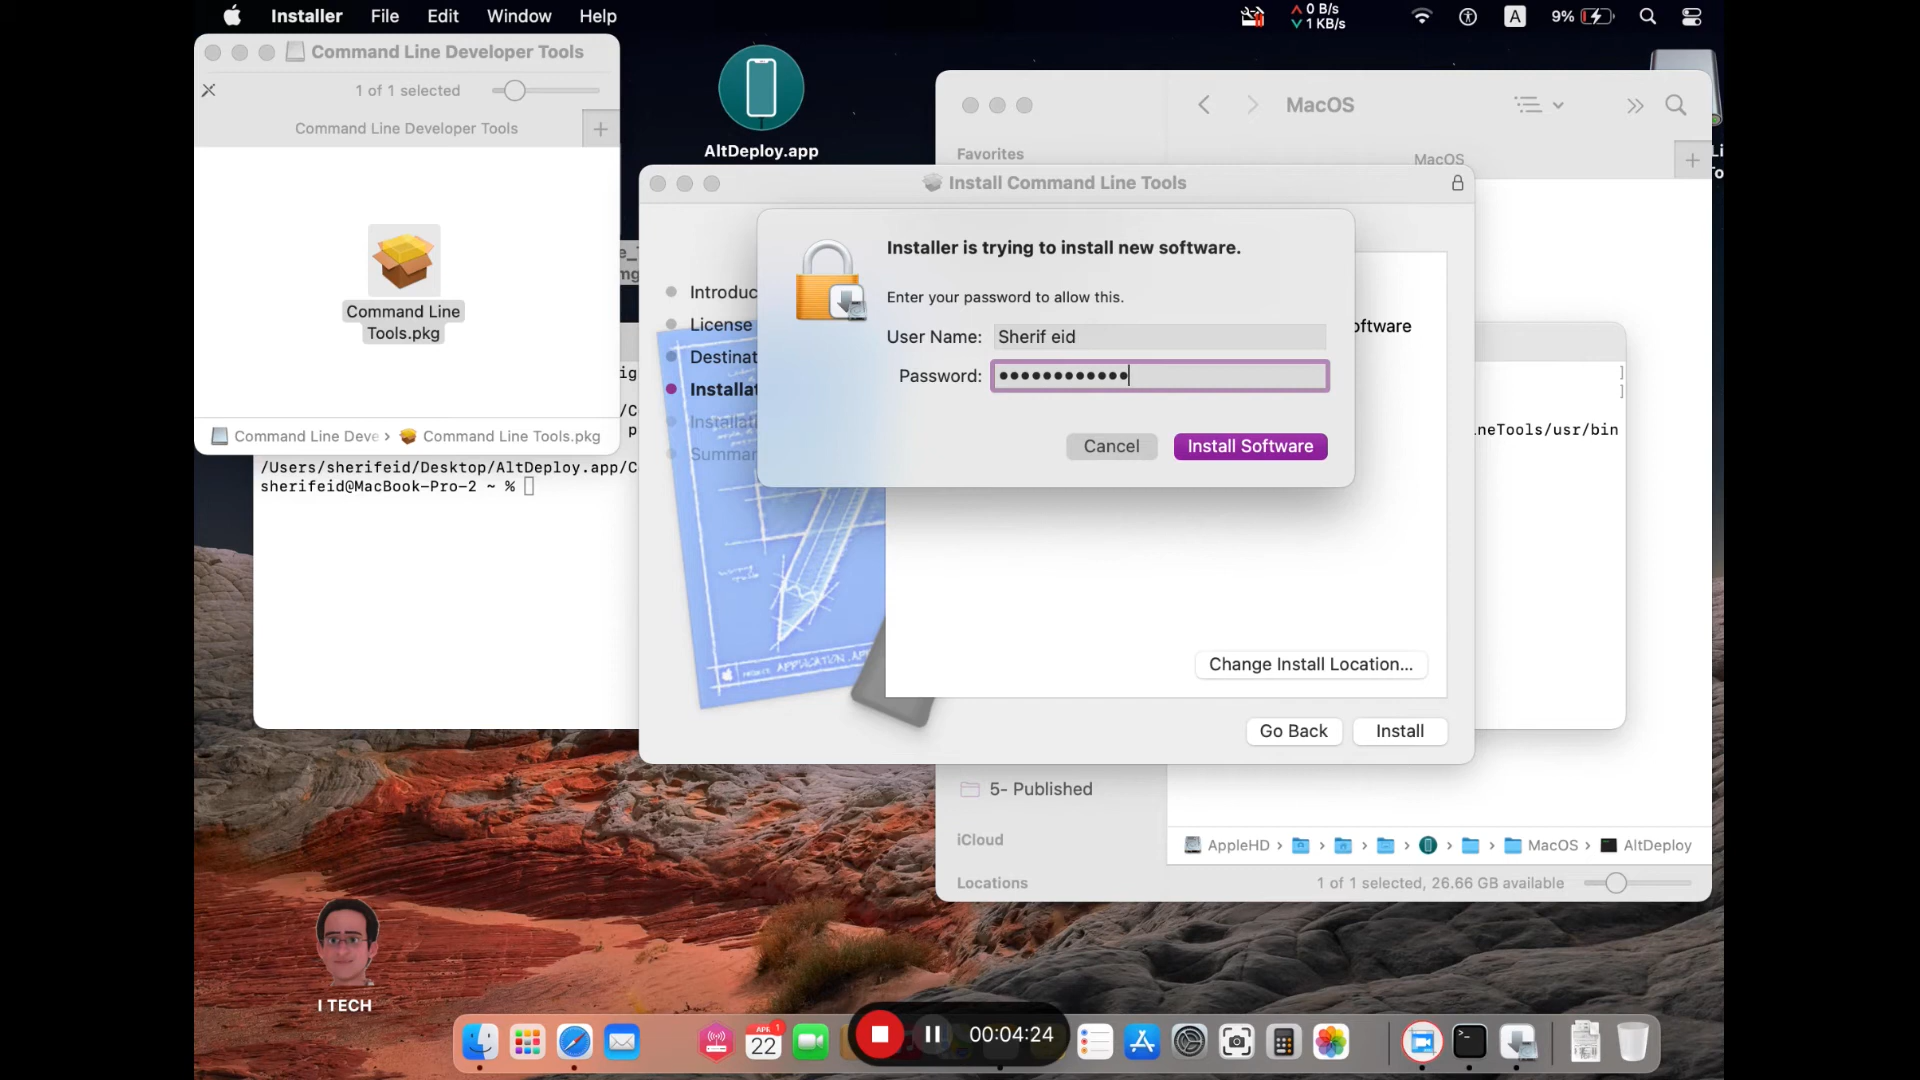 Installer File Edit Window Help
0 B/s
1 KB/s
A
9%
Command Line Developer Tools
1 of 1 selected
Command Line Developer Tools
Command Line
Tools.pkg
Command Line Deve › Command Line Tools.pkg
AltDeploy.app
MacOS
Favorites
MacOS
Install Command Line Tools
Installer is trying to install new software.
Enter your password to allow this.
User Name: Sherif eid
Password: ••••••••••••
Cancel
Install Software
Introduc
License
Destinat
Installat
Installat
Summar
oftware
neTools/usr/bin
/Users/sherifeid/Desktop/AltDeploy.app/C
sherifeid@MacBook-Pro-2 ~ %
APPLICATION.APP
Change Install Location...
Go Back
Install
5- Published
iCloud
Locations
AppleHD › › › › › MacOS › AltDeploy
1 of 1 selected, 26.66 GB available
I TECH
APR
1
22
00:04:24